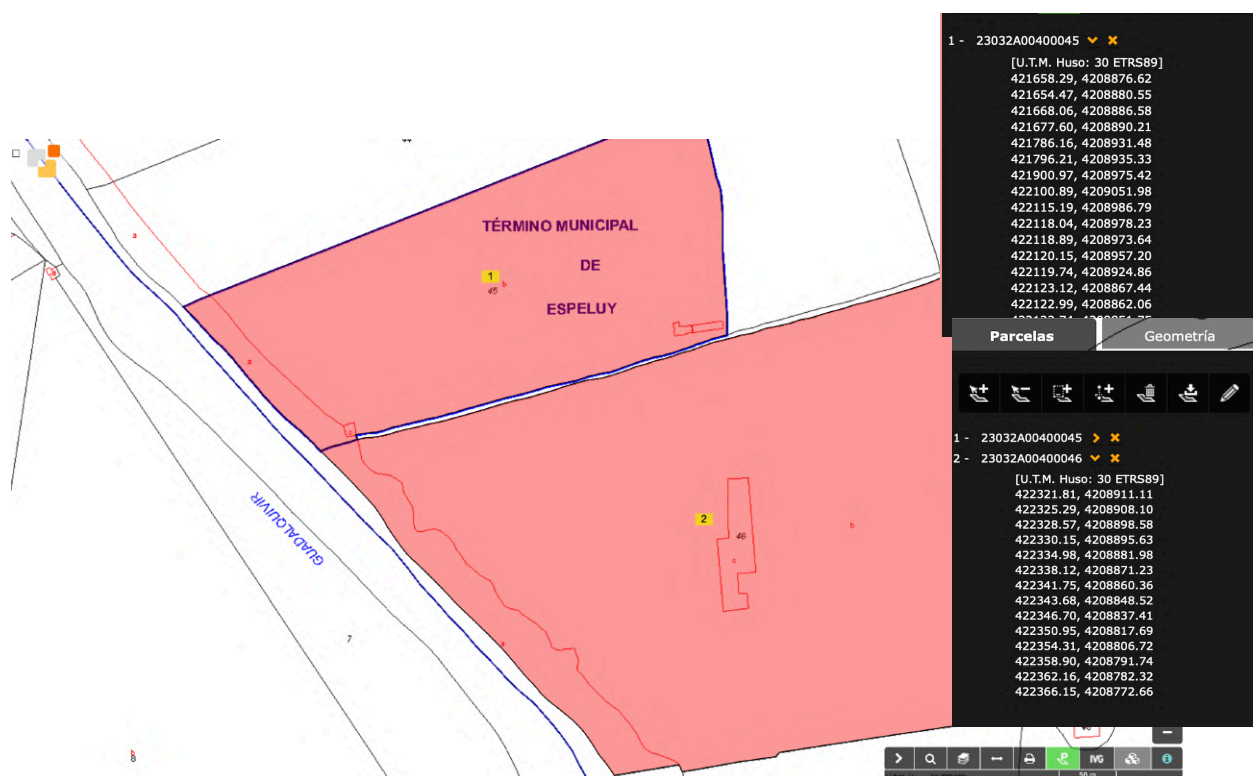 44
a
TÉRMINO MUNICIPAL
DE
ESPELUY
1
45
b
a
c
GUADALQUIVIR
2
46
b
c
a
7
b
8
1 - 23032A00400045
[U.T.M. Huso: 30 ETRS89]
421658.29, 4208876.62
421654.47, 4208880.55
421668.06, 4208886.58
421677.60, 4208890.21
421786.16, 4208931.48
421796.21, 4208935.33
421900.97, 4208975.42
422100.89, 4209051.98
422115.19, 4208986.79
422118.04, 4208978.23
422118.89, 4208973.64
422120.15, 4208957.20
422119.74, 4208924.86
422123.12, 4208867.44
422122.99, 4208862.06
Parcelas Geometría
1 - 23032A00400045
2 - 23032A00400046
[U.T.M. Huso: 30 ETRS89]
422321.81, 4208911.11
422325.29, 4208908.10
422328.57, 4208898.58
422330.15, 4208895.63
422334.98, 4208881.98
422338.12, 4208871.23
422341.75, 4208860.36
422343.68, 4208848.52
422346.70, 4208837.41
422350.95, 4208817.69
422354.31, 4208806.72
422358.90, 4208791.74
422362.16, 4208782.32
422366.15, 4208772.66
IVG
50 m